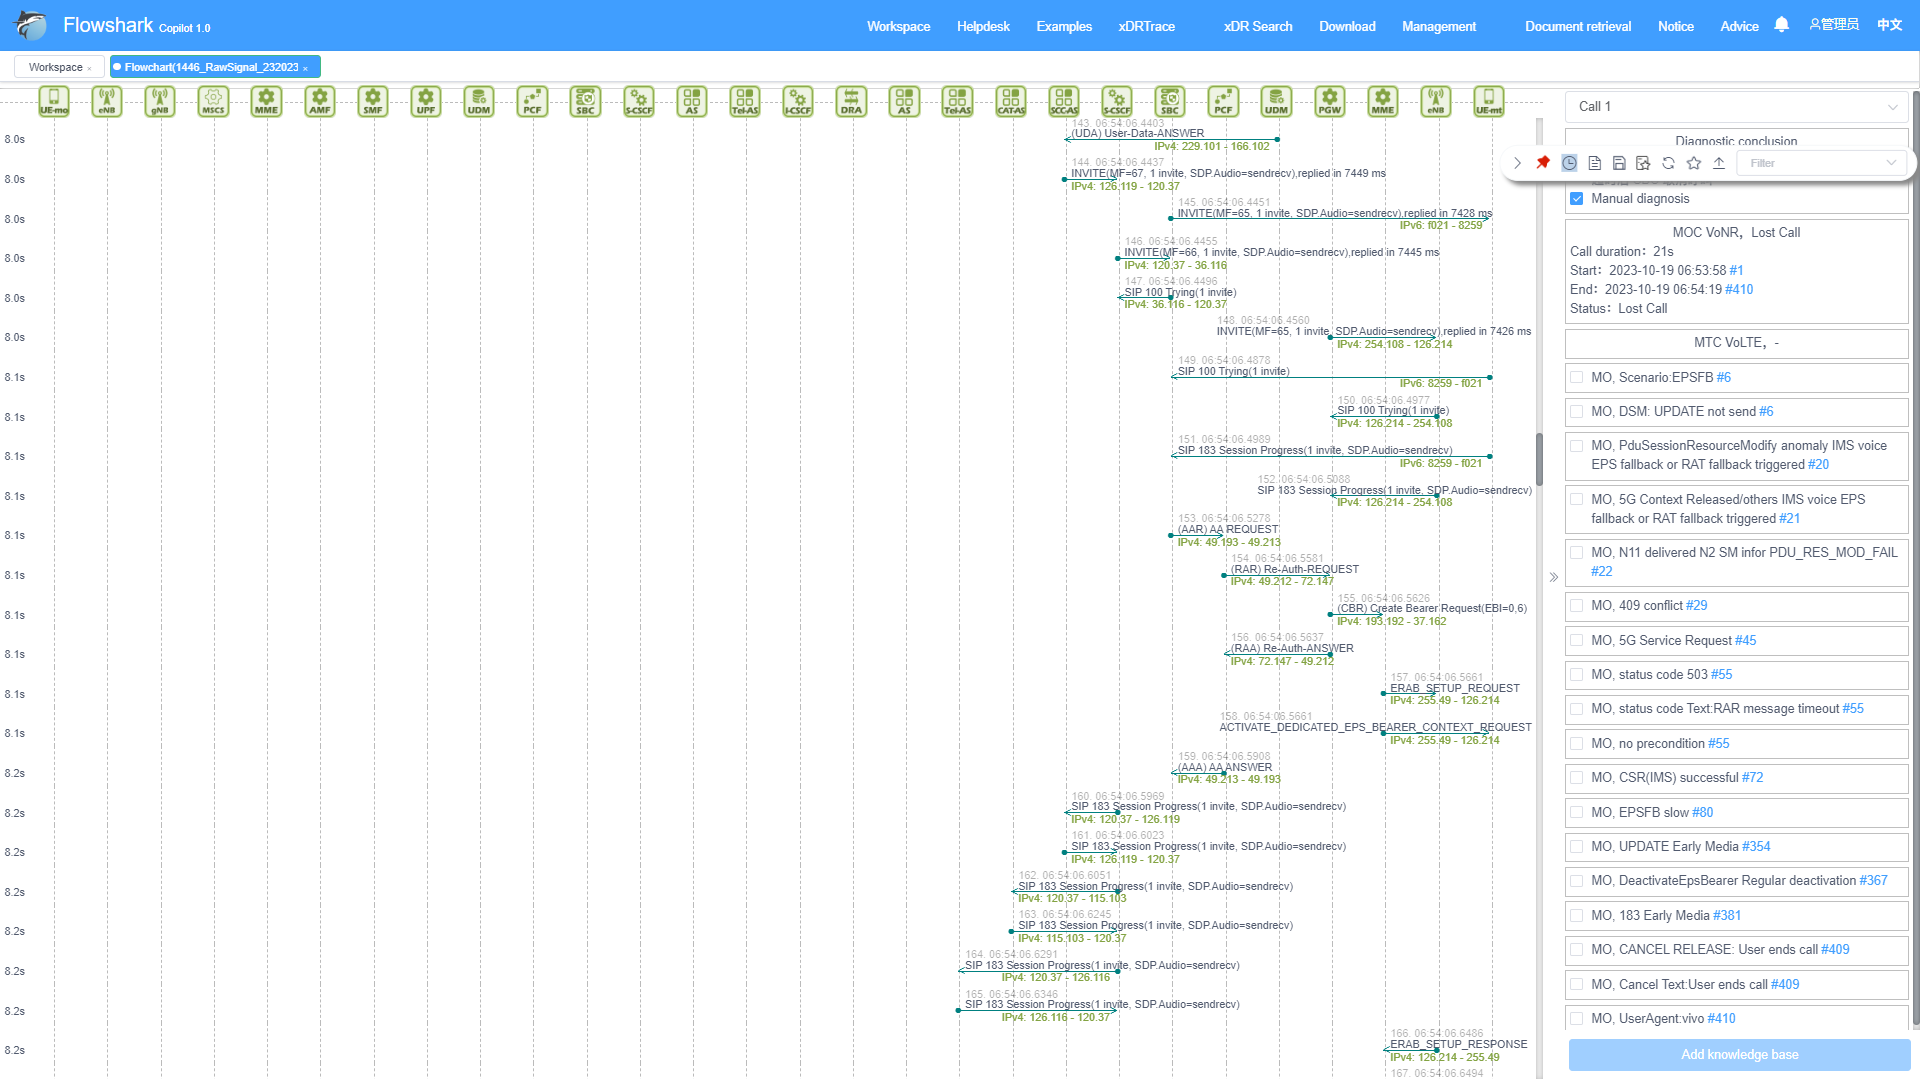 Flowshark Copilot 1.0
Workspace Helpdesk Examples xDRTrace xDR Search Download Management Document retrieval Notice Advice 管理员 中文
Workspace × Flowchart(1446_RawSignal_232023 ×
UE-mo eNB gNB MSCS MME AMF SMF UPF UDM PCF SBC S-CSCF AS Tel-AS I-CSCF DRA AS Tel-AS CATAS SCC-AS S-CSCF SBC PCF UDM PGW MME eNB UE-mt
143. 06:54:06.4403
8.0s (UDA) User-Data-ANSWER
IPv4: 229.101 - 166.102
144. 06:54:06.4437
8.0s INVITE(MF=67, 1 invite, SDP.Audio=sendrecv),replied in 7449 ms
IPv4: 126.119 - 120.37
145. 06:54:06.4451
8.0s INVITE(MF=65, 1 invite, SDP.Audio=sendrecv),replied in 7428 ms
IPv6: f021 - 8259
146. 06:54:06.4455
8.0s INVITE(MF=66, 1 invite, SDP.Audio=sendrecv),replied in 7445 ms
IPv4: 120.37 - 36.116
147. 06:54:06.4496
8.0s SIP 100 Trying(1 invite)
IPv4: 36.116 - 120.37
148. 06:54:06.4560
8.0s INVITE(MF=65, 1 invite, SDP.Audio=sendrecv),replied in 7426 ms
IPv4: 254.108 - 126.214
149. 06:54:06.4878
8.1s SIP 100 Trying(1 invite)
IPv6: 8259 - f021
150. 06:54:06.4977
8.1s SIP 100 Trying(1 invite)
IPv4: 126.214 - 254.108
151. 06:54:06.4989
8.1s SIP 183 Session Progress(1 invite, SDP.Audio=sendrecv)
IPv6: 8259 - f021
152. 06:54:06.5088
8.1s SIP 183 Session Progress(1 invite, SDP.Audio=sendrecv)
IPv4: 126.214 - 254.108
153. 06:54:06.5278
8.1s (AAR) AA REQUEST
IPv4: 49.193 - 49.213
154. 06:54:06.5581
8.1s (RAR) Re-Auth-REQUEST
IPv4: 49.212 - 72.147
155. 06:54:06.5626
8.1s (CBR) Create Bearer Request(EBI=0,6)
IPv4: 193.192 - 37.162
156. 06:54:06.5637
8.1s (RAA) Re-Auth-ANSWER
IPv4: 72.147 - 49.212
157. 06:54:06.5661
8.1s ERAB_SETUP_REQUEST
IPv4: 255.49 - 126.214
158. 06:54:06.5661
8.1s ACTIVATE_DEDICATED_EPS_BEARER_CONTEXT_REQUEST
IPv4: 255.49 - 126.214
159. 06:54:06.5908
8.2s (AAA) AA ANSWER
IPv4: 49.213 - 49.193
160. 06:54:06.5969
8.2s SIP 183 Session Progress(1 invite, SDP.Audio=sendrecv)
IPv4: 120.37 - 126.119
161. 06:54:06.6023
8.2s SIP 183 Session Progress(1 invite, SDP.Audio=sendrecv)
IPv4: 126.119 - 120.37
162. 06:54:06.6051
8.2s SIP 183 Session Progress(1 invite, SDP.Audio=sendrecv)
IPv4: 120.37 - 115.103
163. 06:54:06.6245
8.2s SIP 183 Session Progress(1 invite, SDP.Audio=sendrecv)
IPv4: 115.103 - 120.37
164. 06:54:06.6291
8.2s SIP 183 Session Progress(1 invite, SDP.Audio=sendrecv)
IPv4: 120.37 - 126.116
165. 06:54:06.6346
8.2s SIP 183 Session Progress(1 invite, SDP.Audio=sendrecv)
IPv4: 126.116 - 120.37
166. 06:54:06.6486
8.2s ERAB_SETUP_RESPONSE
IPv4: 126.214 - 255.49
167. 06:54:06.6494
Call 1
Diagnostic conclusion
Filter
Manual diagnosis
MOC VoNR，Lost Call
Call duration：21s
Start：2023-10-19 06:53:58 #1
End：2023-10-19 06:54:19 #410
Status：Lost Call
MTC VoLTE，-
MO, Scenario:EPSFB #6
MO, DSM: UPDATE not send #6
MO, PduSessionResourceModify anomaly IMS voice
EPS fallback or RAT fallback triggered #20
MO, 5G Context Released/others IMS voice EPS
fallback or RAT fallback triggered #21
MO, N11 delivered N2 SM infor PDU_RES_MOD_FAIL
#22
MO, 409 conflict #29
MO, 5G Service Request #45
MO, status code 503 #55
MO, status code Text:RAR message timeout #55
MO, no precondition #55
MO, CSR(IMS) successful #72
MO, EPSFB slow #80
MO, UPDATE Early Media #354
MO, DeactivateEpsBearer Regular deactivation #367
MO, 183 Early Media #381
MO, CANCEL RELEASE: User ends call #409
MO, Cancel Text:User ends call #409
MO, UserAgent:vivo #410
Add knowledge base